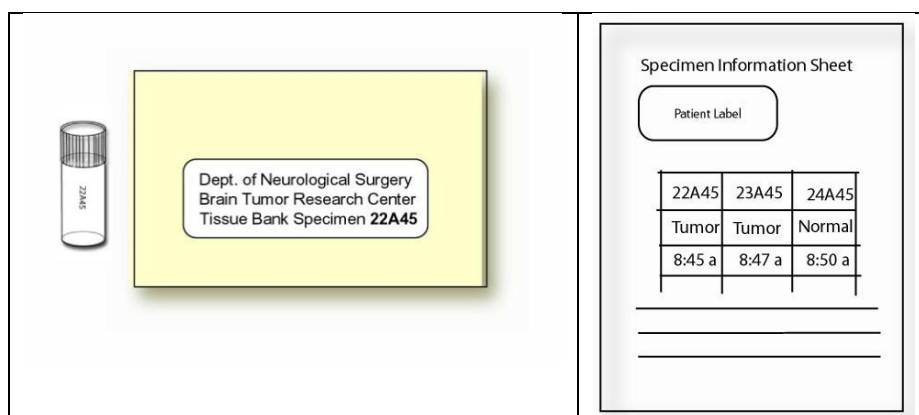 22A45
Dept. of Neurological Surgery
Brain Tumor Research Center
Tissue Bank Specimen 22A45
Specimen Information Sheet
Patient Label
22A45 23A45 24A45
Tumor Tumor Normal
8:45 a 8:47 a 8:50 a